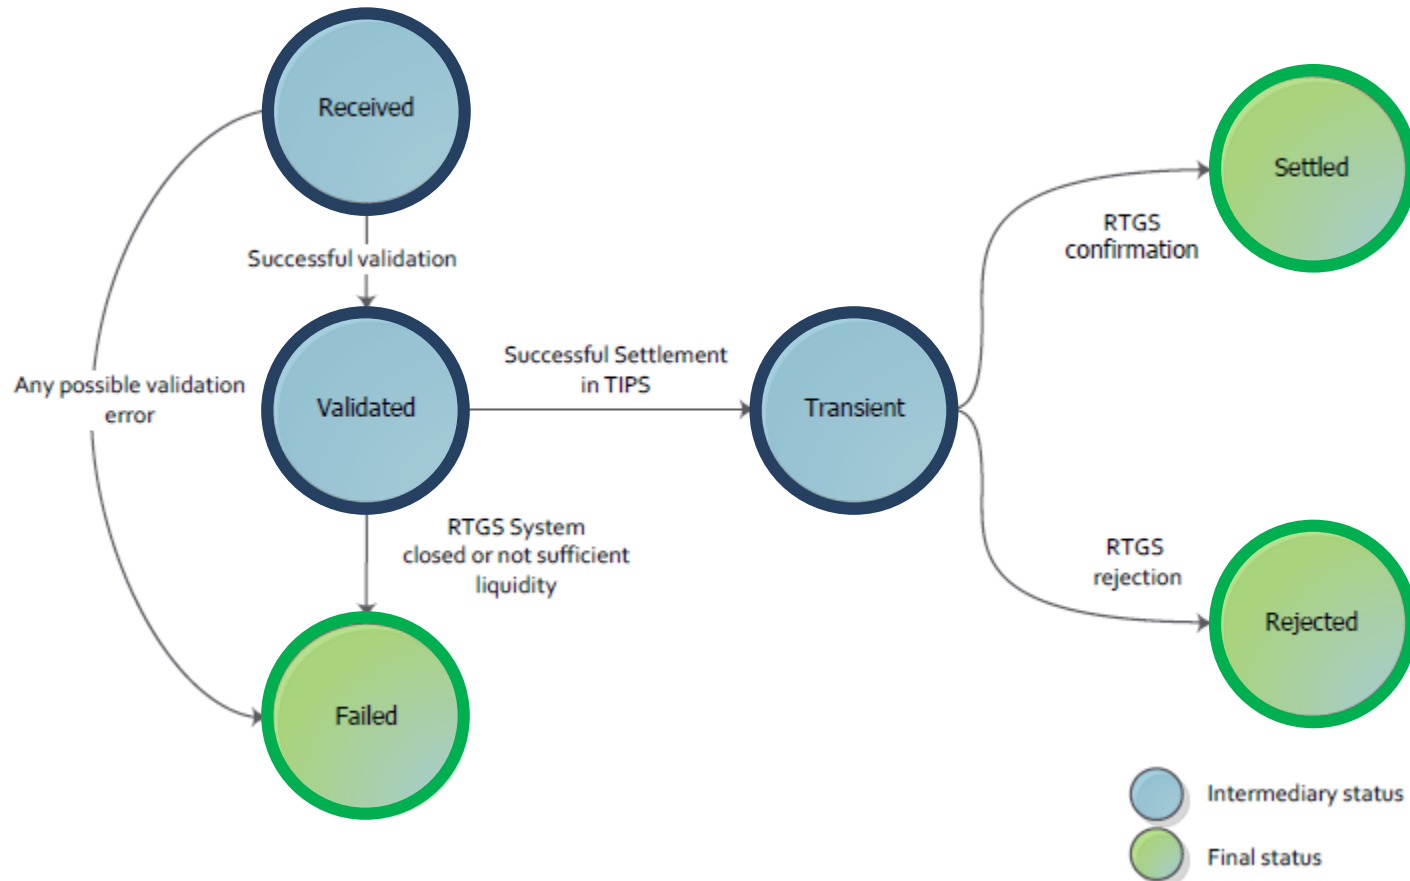 Received
Successful validation
Any possible validation
error
Validated
Successful Settlement
in TIPS
Transient
RTGS System
closed or not sufficient
liquidity
Failed
RTGS
confirmation
Settled
RTGS
rejection
Rejected
Intermediary status
Final status